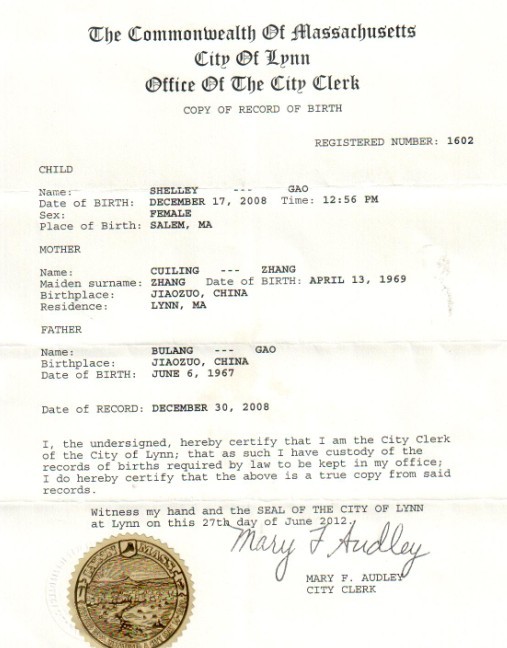 The Commonwealth Of Massachusetts
City Of Lynn
Office Of The City Clerk
COPY OF RECORD OF BIRTH
REGISTERED NUMBER: 1602
CHILD
Name: SHELLEY --- GAO
Date of BIRTH: DECEMBER 17, 2008 Time: 12:56 PM
Sex: FEMALE
Place of Birth: SALEM, MA
MOTHER
Name: CUILING --- ZHANG
Maiden surname: ZHANG Date of BIRTH: APRIL 13, 1969
Birthplace: JIAOZUO, CHINA
Residence: LYNN, MA
FATHER
Name: BULANG --- GAO
Birthplace: JIAOZUO, CHINA
Date of BIRTH: JUNE 6, 1967
Date of RECORD: DECEMBER 30, 2008
I, the undersigned, hereby certify that I am the City Clerk
of the City of Lynn; that as such I have custody of the
records of births required by law to be kept in my office;
I do hereby certify that the above is a true copy from said
records.
Witness my hand and the SEAL OF THE CITY OF LYNN
at Lynn on this 27th day of June 2012.
Mary F Audley
MARY F. AUDLEY
CITY CLERK